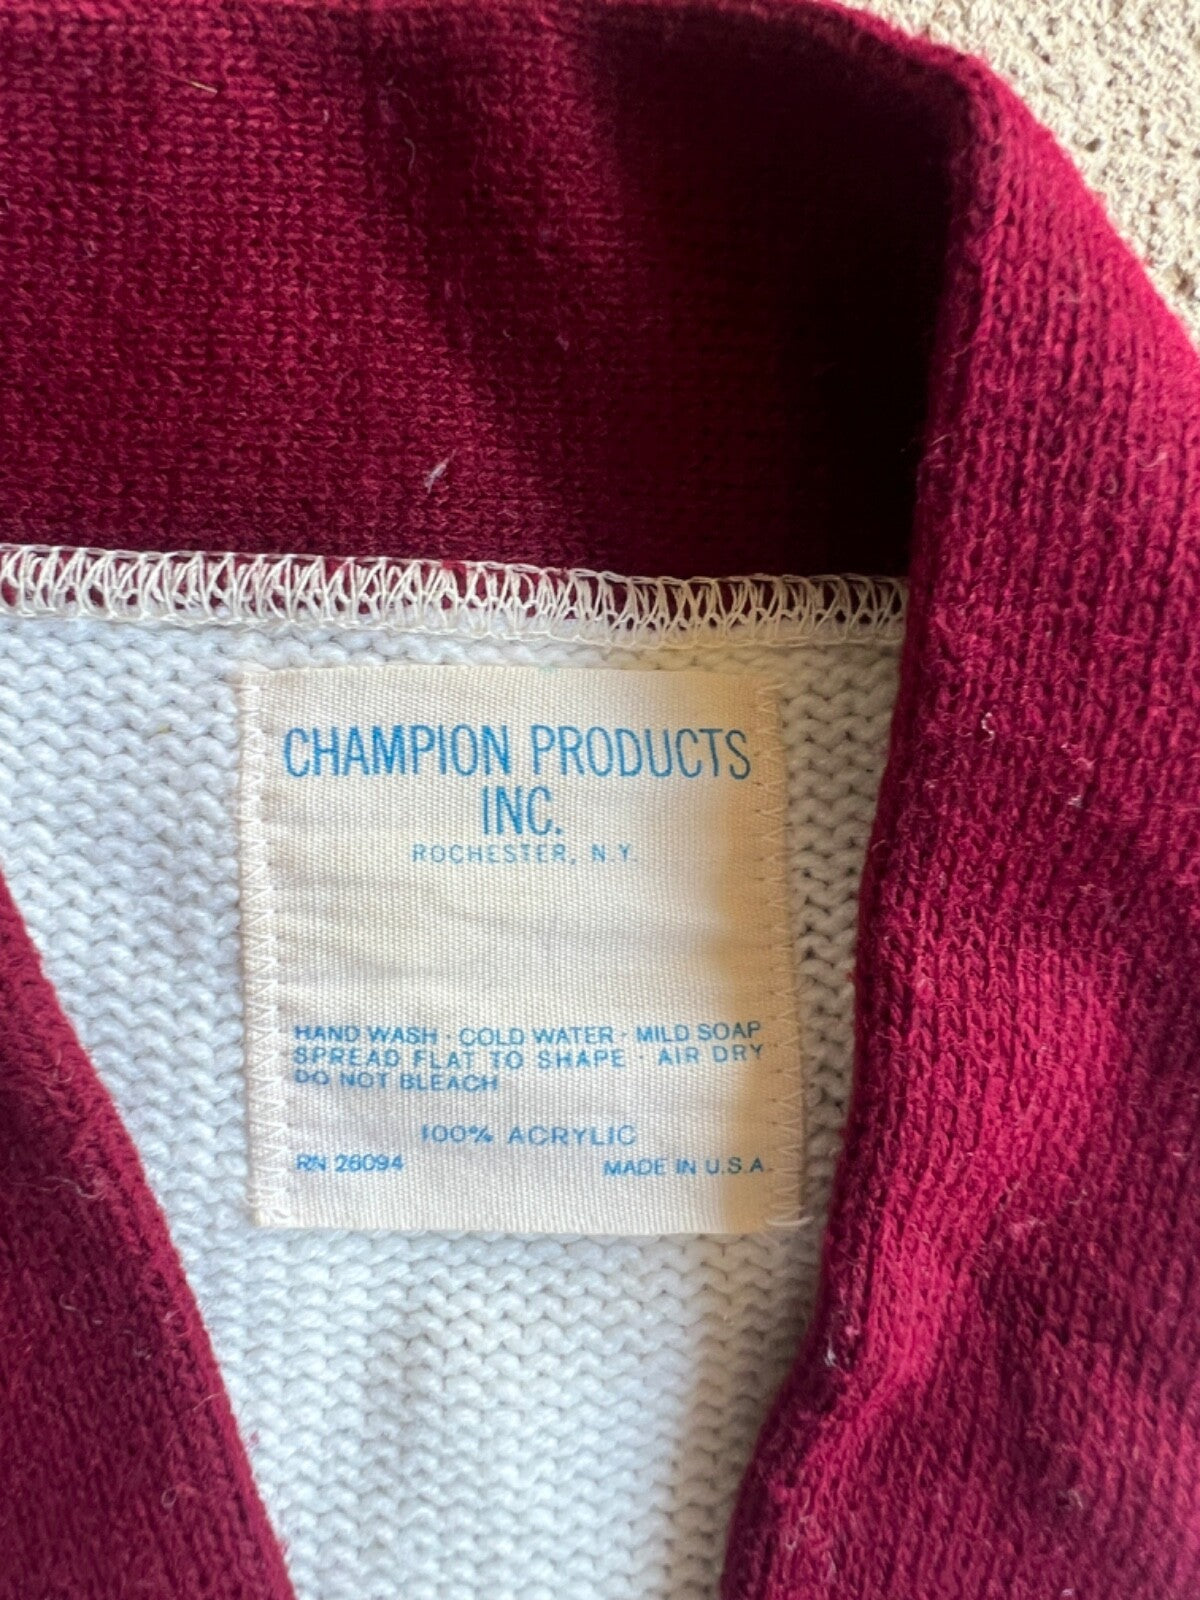 CHAMPION PRODUCTS
INC.
ROCHESTER, N.Y.
HAND WASH · COLD WATER · MILD SOAP
SPREAD FLAT TO SHAPE · AIR DRY
DO NOT BLEACH
100% ACRYLIC
RN 26094 MADE IN U.S.A.